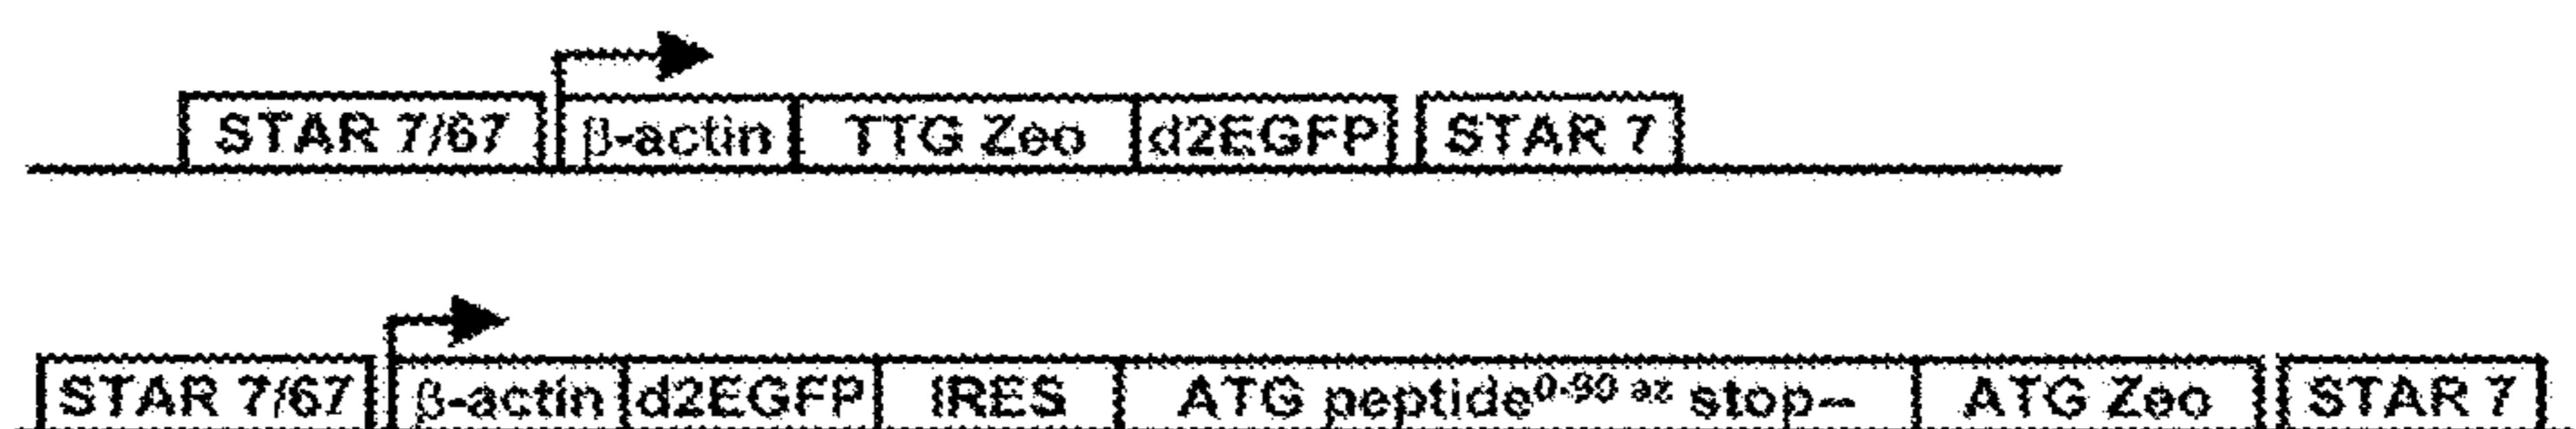 STAR 7/67 β-actin TTG Zeo d2EGFP STAR 7
STAR 7/67 β-actin d2EGFP IRES ATG peptide⁰⁻⁹⁰ ᵃᶻ stop– ATG Zeo STAR 7